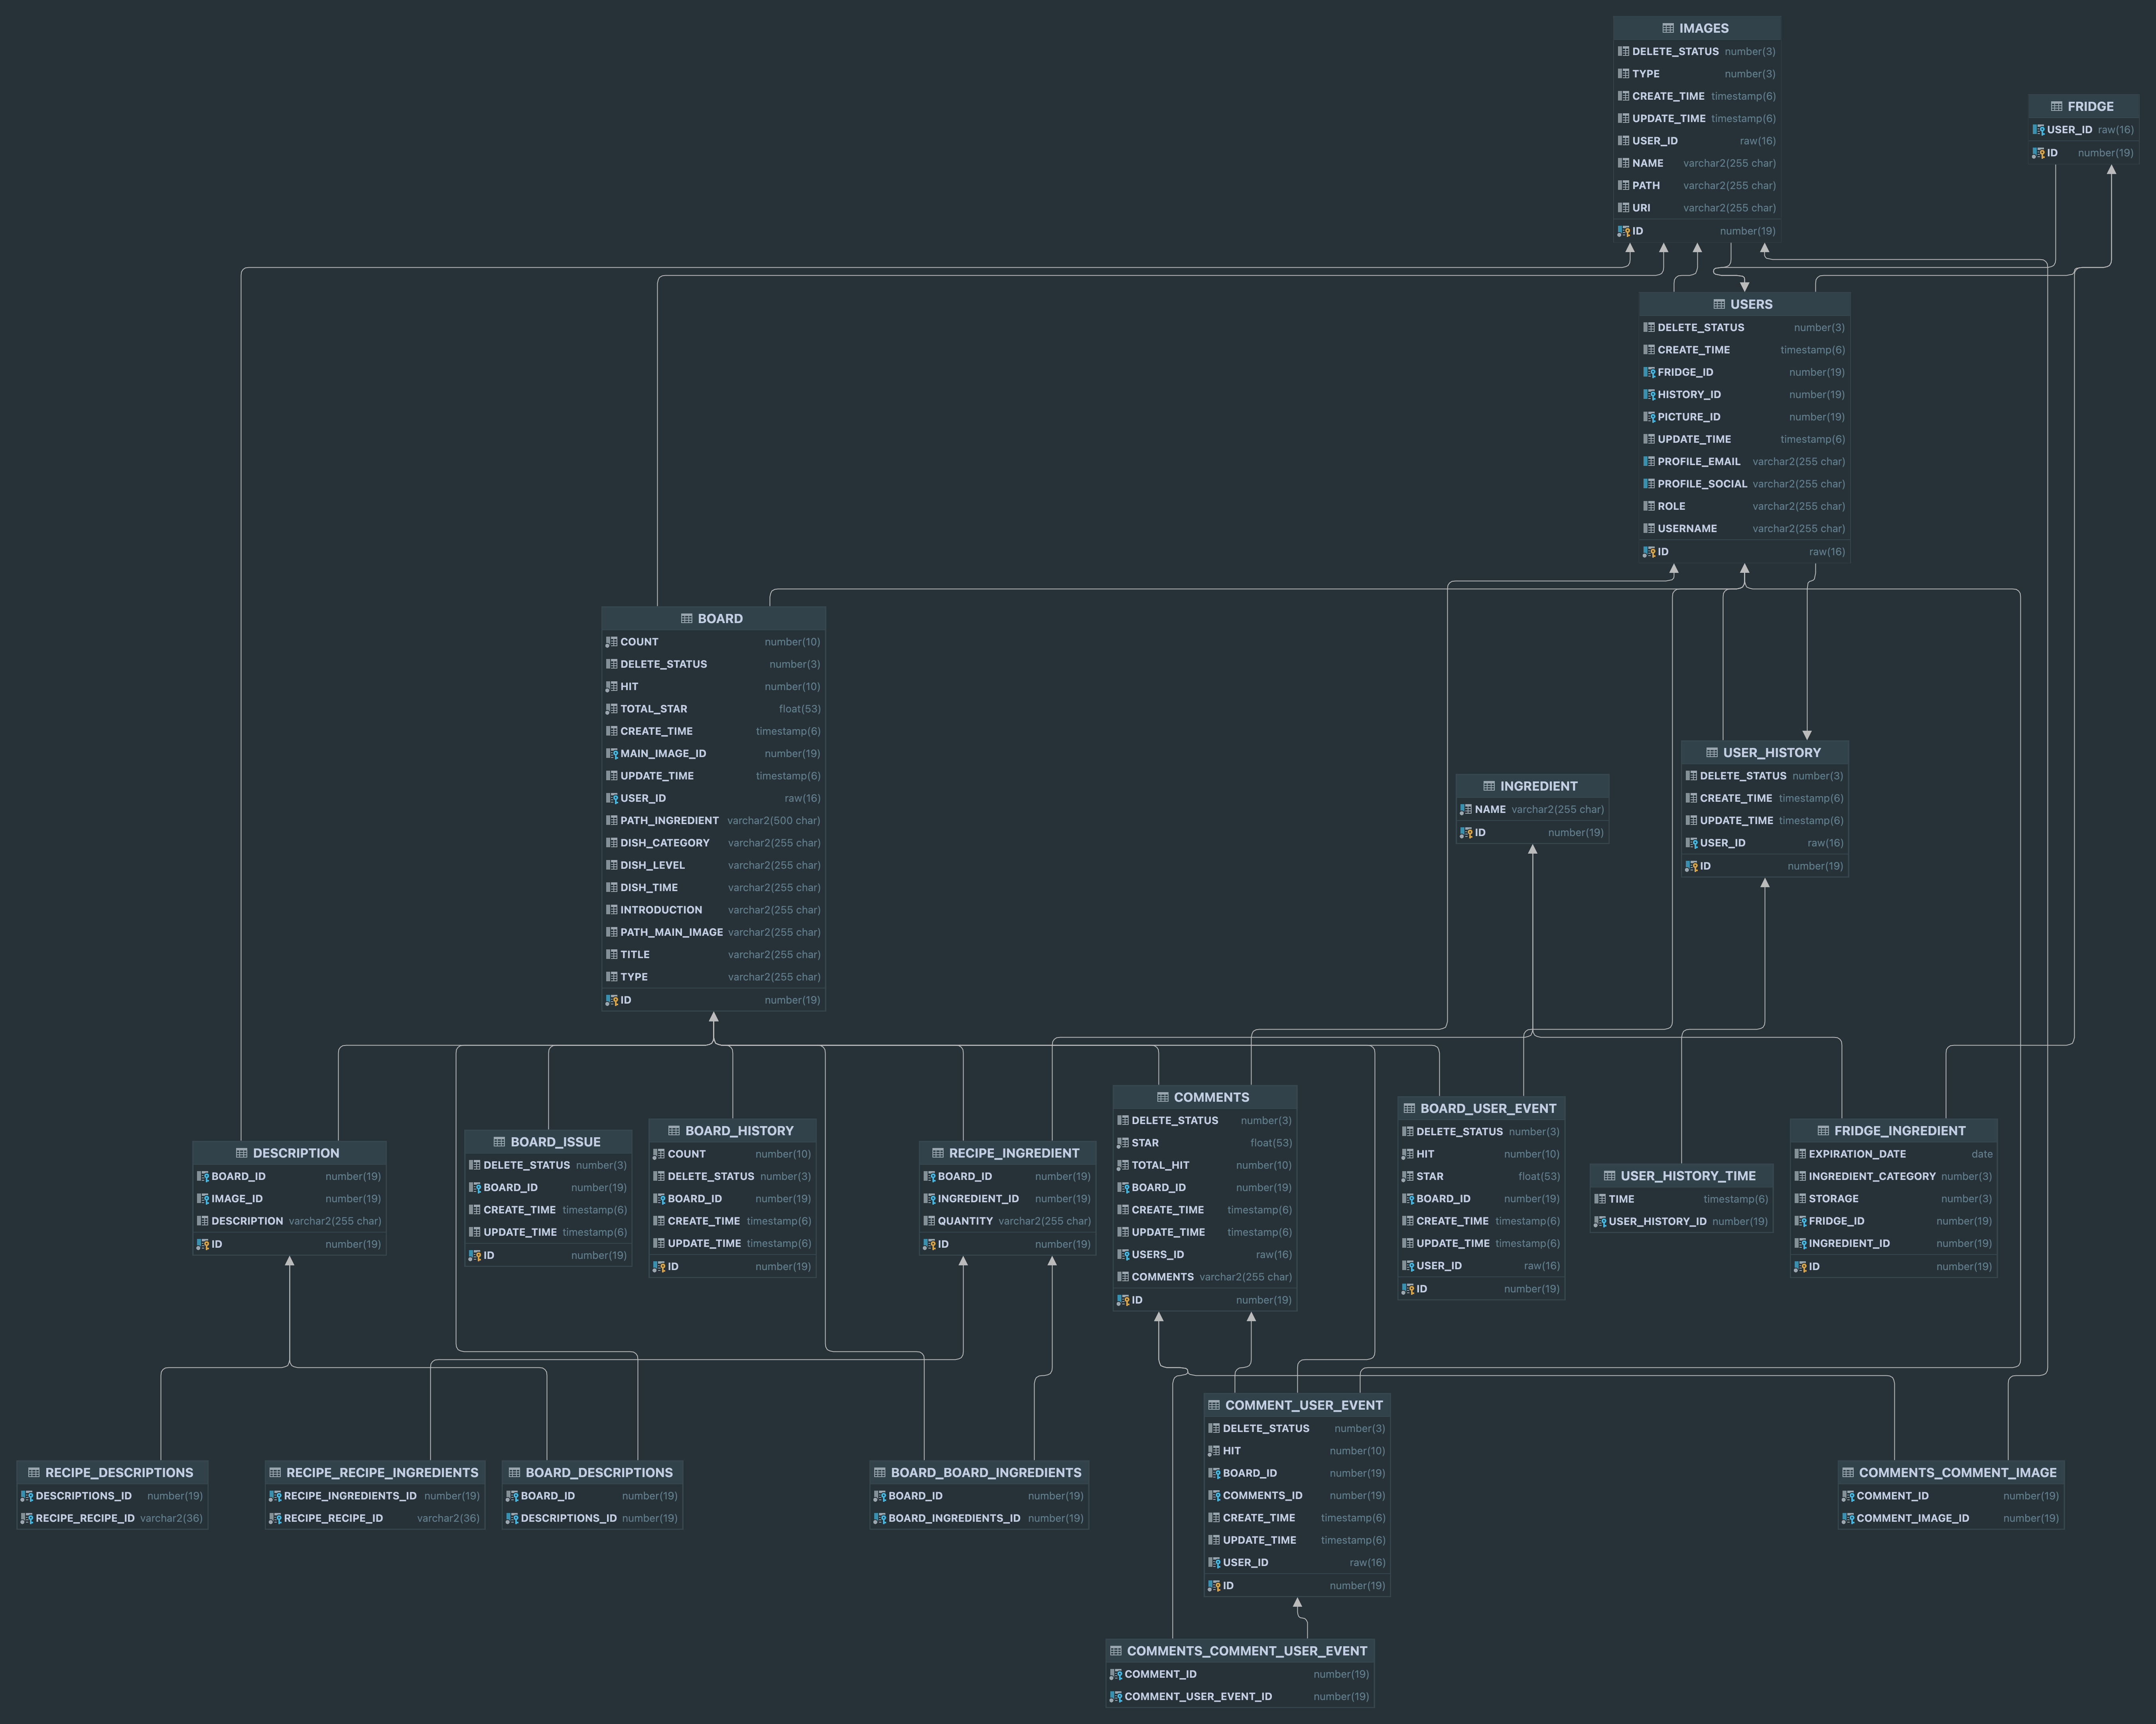 IMAGES
DELETE_STATUS number(3)
TYPE number(3)
CREATE_TIME timestamp(6)
UPDATE_TIME timestamp(6)
USER_ID raw(16)
NAME varchar2(255 char)
PATH varchar2(255 char)
URI varchar2(255 char)
ID number(19)
FRIDGE
USER_ID raw(16)
ID number(19)
USERS
DELETE_STATUS number(3)
CREATE_TIME timestamp(6)
FRIDGE_ID number(19)
HISTORY_ID number(19)
PICTURE_ID number(19)
UPDATE_TIME timestamp(6)
PROFILE_EMAIL varchar2(255 char)
PROFILE_SOCIAL varchar2(255 char)
ROLE varchar2(255 char)
USERNAME varchar2(255 char)
ID raw(16)
BOARD
COUNT number(10)
DELETE_STATUS number(3)
HIT number(10)
TOTAL_STAR float(53)
CREATE_TIME timestamp(6)
MAIN_IMAGE_ID number(19)
UPDATE_TIME timestamp(6)
USER_ID raw(16)
PATH_INGREDIENT varchar2(500 char)
DISH_CATEGORY varchar2(255 char)
DISH_LEVEL varchar2(255 char)
DISH_TIME varchar2(255 char)
INTRODUCTION varchar2(255 char)
PATH_MAIN_IMAGE varchar2(255 char)
TITLE varchar2(255 char)
TYPE varchar2(255 char)
ID number(19)
INGREDIENT
NAME varchar2(255 char)
ID number(19)
USER_HISTORY
DELETE_STATUS number(3)
CREATE_TIME timestamp(6)
UPDATE_TIME timestamp(6)
USER_ID raw(16)
ID number(19)
DESCRIPTION
BOARD_ID number(19)
IMAGE_ID number(19)
DESCRIPTION varchar2(255 char)
ID number(19)
BOARD_ISSUE
DELETE_STATUS number(3)
BOARD_ID number(19)
CREATE_TIME timestamp(6)
UPDATE_TIME timestamp(6)
ID number(19)
BOARD_HISTORY
COUNT number(10)
DELETE_STATUS number(3)
BOARD_ID number(19)
CREATE_TIME timestamp(6)
UPDATE_TIME timestamp(6)
ID number(19)
RECIPE_INGREDIENT
BOARD_ID number(19)
INGREDIENT_ID number(19)
QUANTITY varchar2(255 char)
ID number(19)
COMMENTS
DELETE_STATUS number(3)
STAR float(53)
TOTAL_HIT number(10)
BOARD_ID number(19)
CREATE_TIME timestamp(6)
UPDATE_TIME timestamp(6)
USERS_ID raw(16)
COMMENTS varchar2(255 char)
ID number(19)
BOARD_USER_EVENT
DELETE_STATUS number(3)
HIT number(10)
STAR float(53)
BOARD_ID number(19)
CREATE_TIME timestamp(6)
UPDATE_TIME timestamp(6)
USER_ID raw(16)
ID number(19)
USER_HISTORY_TIME
TIME timestamp(6)
USER_HISTORY_ID number(19)
FRIDGE_INGREDIENT
EXPIRATION_DATE date
INGREDIENT_CATEGORY number(3)
STORAGE number(3)
FRIDGE_ID number(19)
INGREDIENT_ID number(19)
ID number(19)
RECIPE_DESCRIPTIONS
DESCRIPTIONS_ID number(19)
RECIPE_RECIPE_ID varchar2(36)
RECIPE_RECIPE_INGREDIENTS
RECIPE_INGREDIENTS_ID number(19)
RECIPE_RECIPE_ID varchar2(36)
BOARD_DESCRIPTIONS
BOARD_ID number(19)
DESCRIPTIONS_ID number(19)
BOARD_BOARD_INGREDIENTS
BOARD_ID number(19)
BOARD_INGREDIENTS_ID number(19)
COMMENT_USER_EVENT
DELETE_STATUS number(3)
HIT number(10)
BOARD_ID number(19)
COMMENTS_ID number(19)
CREATE_TIME timestamp(6)
UPDATE_TIME timestamp(6)
USER_ID raw(16)
ID number(19)
COMMENTS_COMMENT_IMAGE
COMMENT_ID number(19)
COMMENT_IMAGE_ID number(19)
COMMENTS_COMMENT_USER_EVENT
COMMENT_ID number(19)
COMMENT_USER_EVENT_ID number(19)